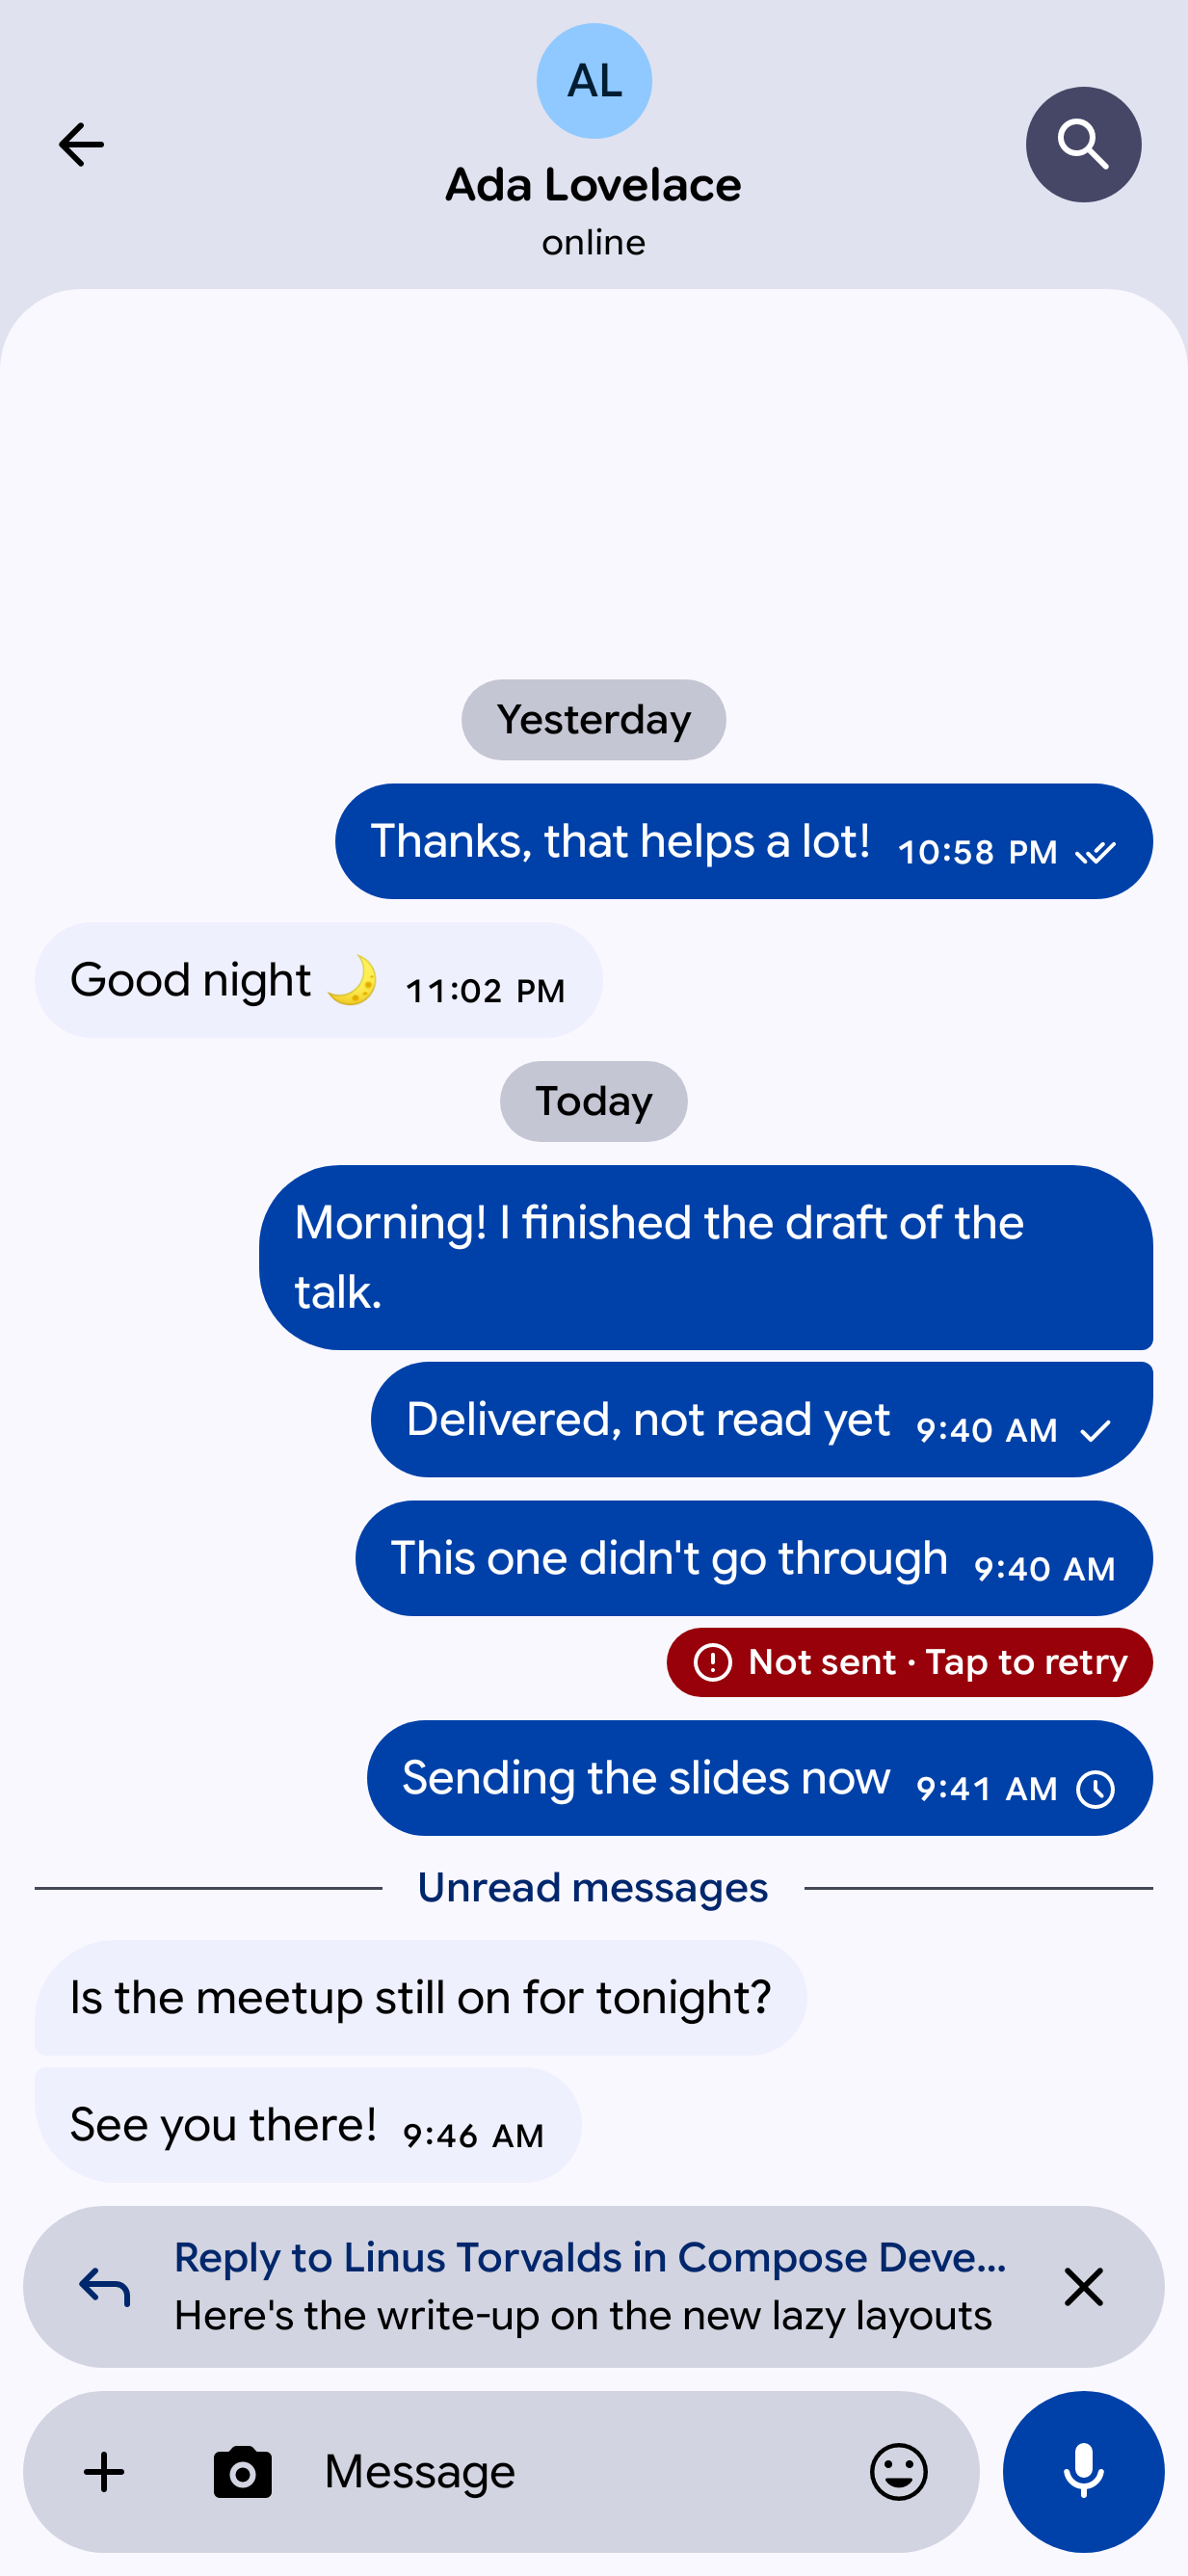 AL
Ada Lovelace
online
Yesterday
Thanks, that helps a lot! 10:58 PM
Good night 🌙 11:02 PM
Today
Morning! I finished the draft of the
talk.
Delivered, not read yet 9:40 AM
This one didn't go through 9:40 AM
Not sent · Tap to retry
Sending the slides now 9:41 AM
Unread messages
Is the meetup still on for tonight?
See you there! 9:46 AM
Reply to Linus Torvalds in Compose Deve...
Here's the write-up on the new lazy layouts
Message